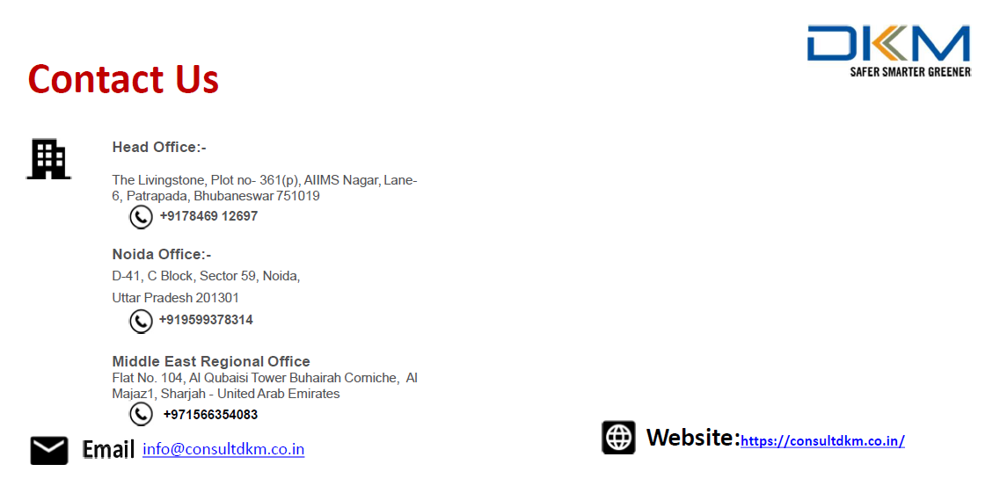 DKM
SAFER SMARTER GREENER
Contact Us
Head Office:-
The Livingstone, Plot no- 361(p), AIIMS Nagar, Lane-
6, Patrapada, Bhubaneswar 751019
+9178469 12697
Noida Office:-
D-41, C Block, Sector 59, Noida,
Uttar Pradesh 201301
+919599378314
Middle East Regional Office
Flat No. 104, Al Qubaisi Tower Buhairah Corniche, Al
Majaz1, Sharjah - United Arab Emirates
+971566354083
Email info@consultdkm.co.in
Website:https://consultdkm.co.in/